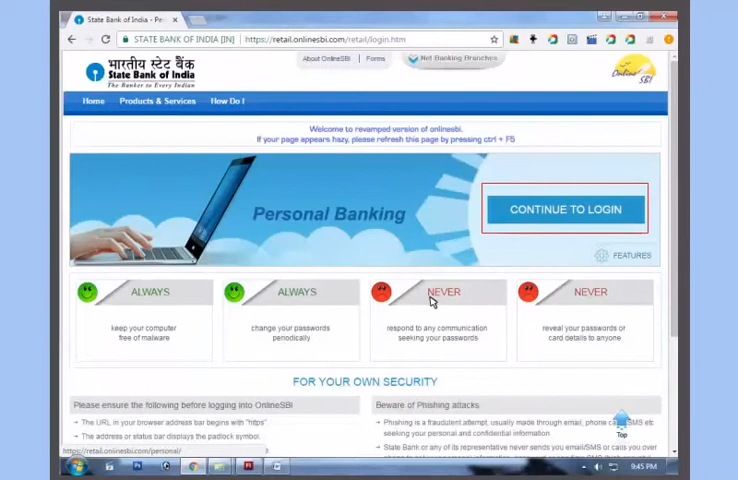 State Bank of India - Per
STATE BANK OF INDIA [IN] https://retail.onlinesbi.com/retail/login.htm
भारतीय स्टेट बैंक
State Bank of India
The Banker to Every Indian
About OnlineSBI Forms Net Banking Branches
Online SBI
Home Products & Services How Do I
Welcome to revamped version of onlinesbi.
If your page appears hazy, please refresh this page by pressing ctrl + F5
Personal Banking
CONTINUE TO LOGIN
FEATURES
ALWAYS ALWAYS NEVER NEVER
keep your computer change your passwords respond to any communication reveal your passwords or
free of malware periodically seeking your passwords card details to anyone
FOR YOUR OWN SECURITY
Please ensure the following before logging into OnlineSBI Beware of Phishing attacks
The URL in your browser address bar begins with "https" Phishing is a fraudulent attempt, usually made through email, phone SMS etc
seeking your personal and confidential information
The address or status bar displays the padlock symbol. State Bank or any of its representative never sends you email/SMS or calls you over
Top
https://retail.onlinesbi.com/personal/
9:45 PM